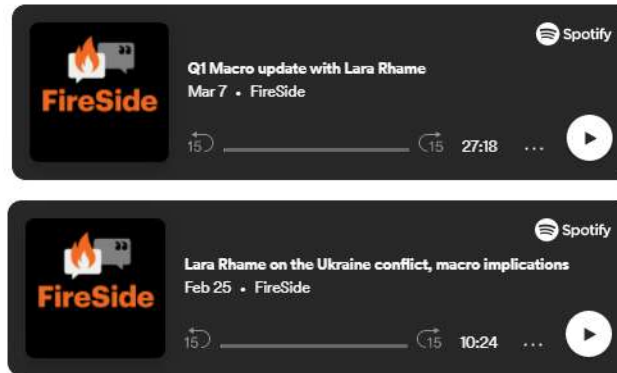 Spotify
FireSide
Q1 Macro update with Lara Rhame
Mar 7 • FireSide
15 15 27:18 ...
Spotify
FireSide
Lara Rhame on the Ukraine conflict, macro implications
Feb 25 • FireSide
15 15 10:24 ...